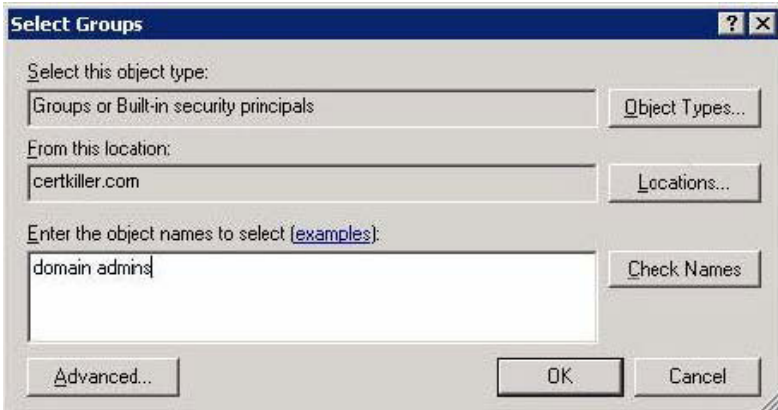 Select Groups
Select this object type:
Groups or Built-in security principals
Object Types...
From this location:
certkiller.com
Locations...
Enter the object names to select (examples):
domain admins
Check Names
Advanced...
OK
Cancel